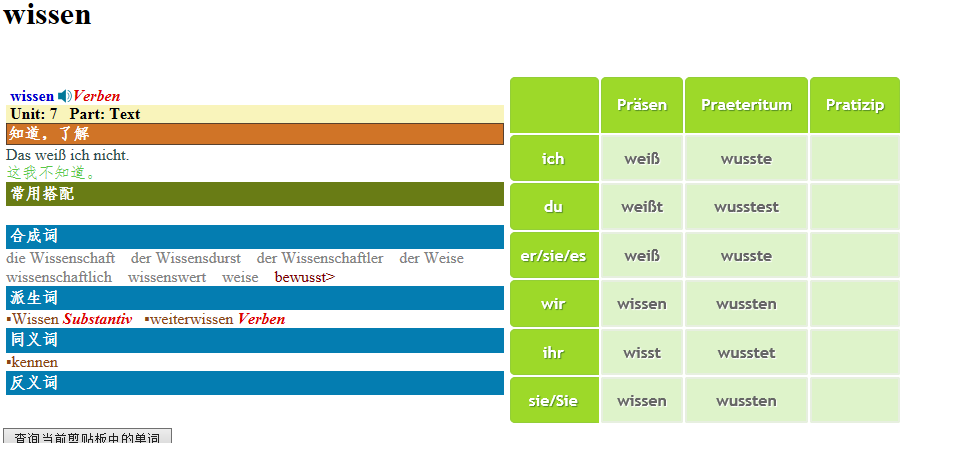 wissen
wissen Verben
Unit: 7 Part: Text
知道，了解
Das weiß ich nicht.
这我不知道。
常用搭配
合成词
die Wissenschaft der Wissensdurst der Wissenschaftler der Weise
wissenschaftlich wissenswert weise bewusst>
派生词
▪Wissen Substantiv ▪weiterwissen Verben
同义词
▪kennen
反义词
查询当前剪贴板中的单词
Präsen Praeteritum Pratizip
ich weiß wusste
du weißt wusstest
er/sie/es weiß wusste
wir wissen wussten
ihr wisst wusstet
sie/Sie wissen wussten